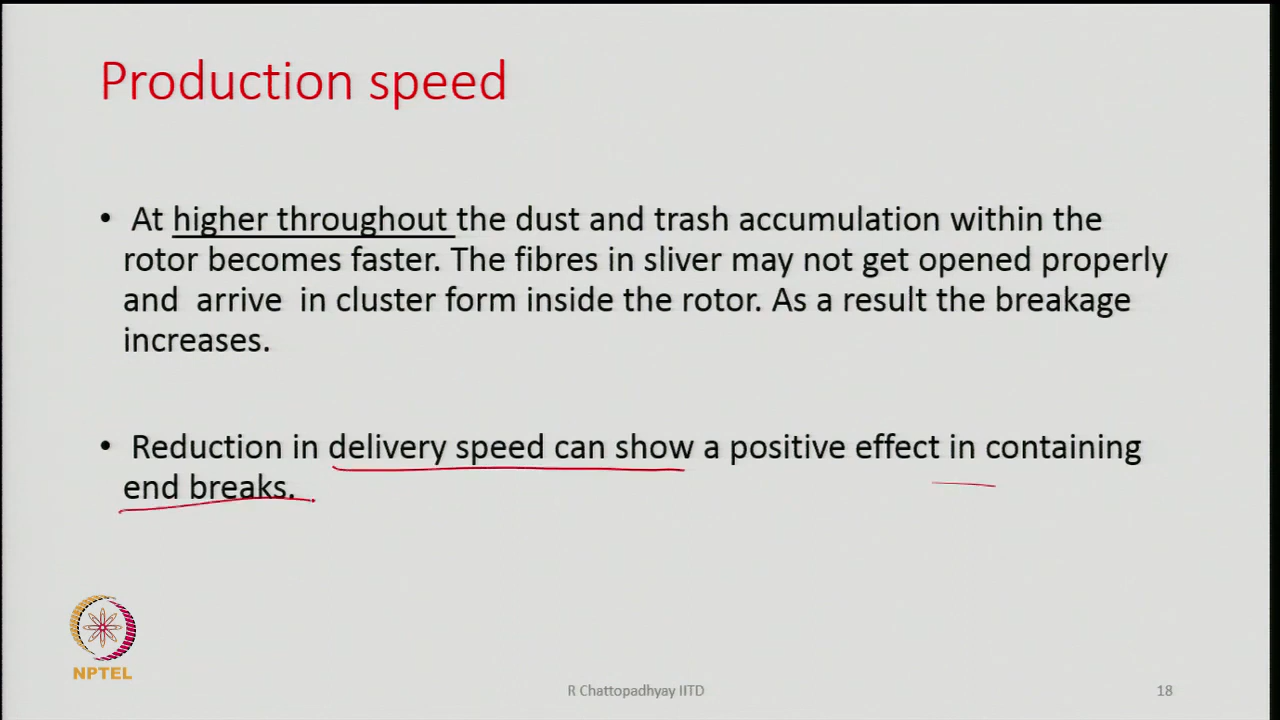 Production speed
• At higher throughout the dust and trash accumulation within the
rotor becomes faster. The fibres in sliver may not get opened properly
and arrive in cluster form inside the rotor. As a result the breakage
increases.
• Reduction in delivery speed can show a positive effect in containing
end breaks.
NPTEL
R Chattopadhyay IITD
18